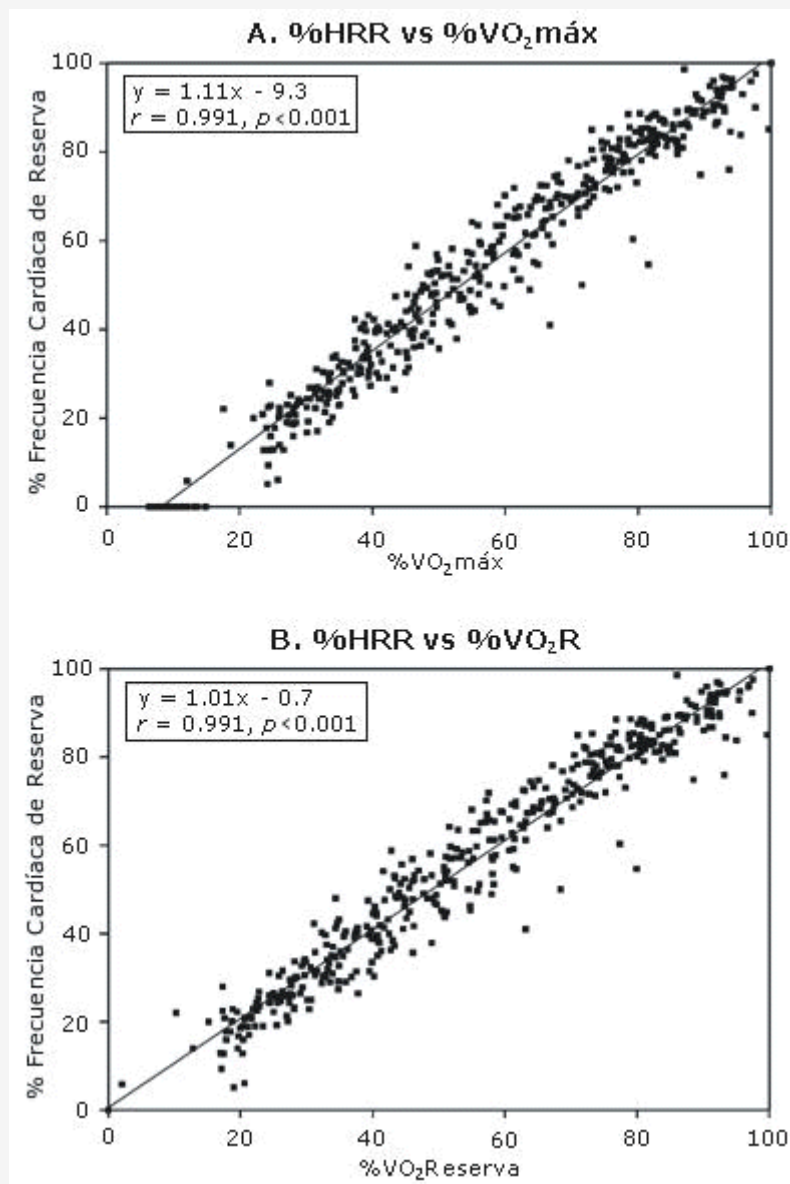 A. %HRR vs %VO₂máx
y = 1.11x - 9.3
r = 0.991, p<0.001
% Frecuencia Cardíaca de Reserva
100
80
60
40
20
0
0 20 40 60 80 100
%VO₂máx
B. %HRR vs %VO₂R
y = 1.01x - 0.7
r = 0.991, p<0.001
% Frecuencia Cardíaca de Reserva
100
80
60
40
20
0
0 20 40 60 80 100
%VO₂Reserva